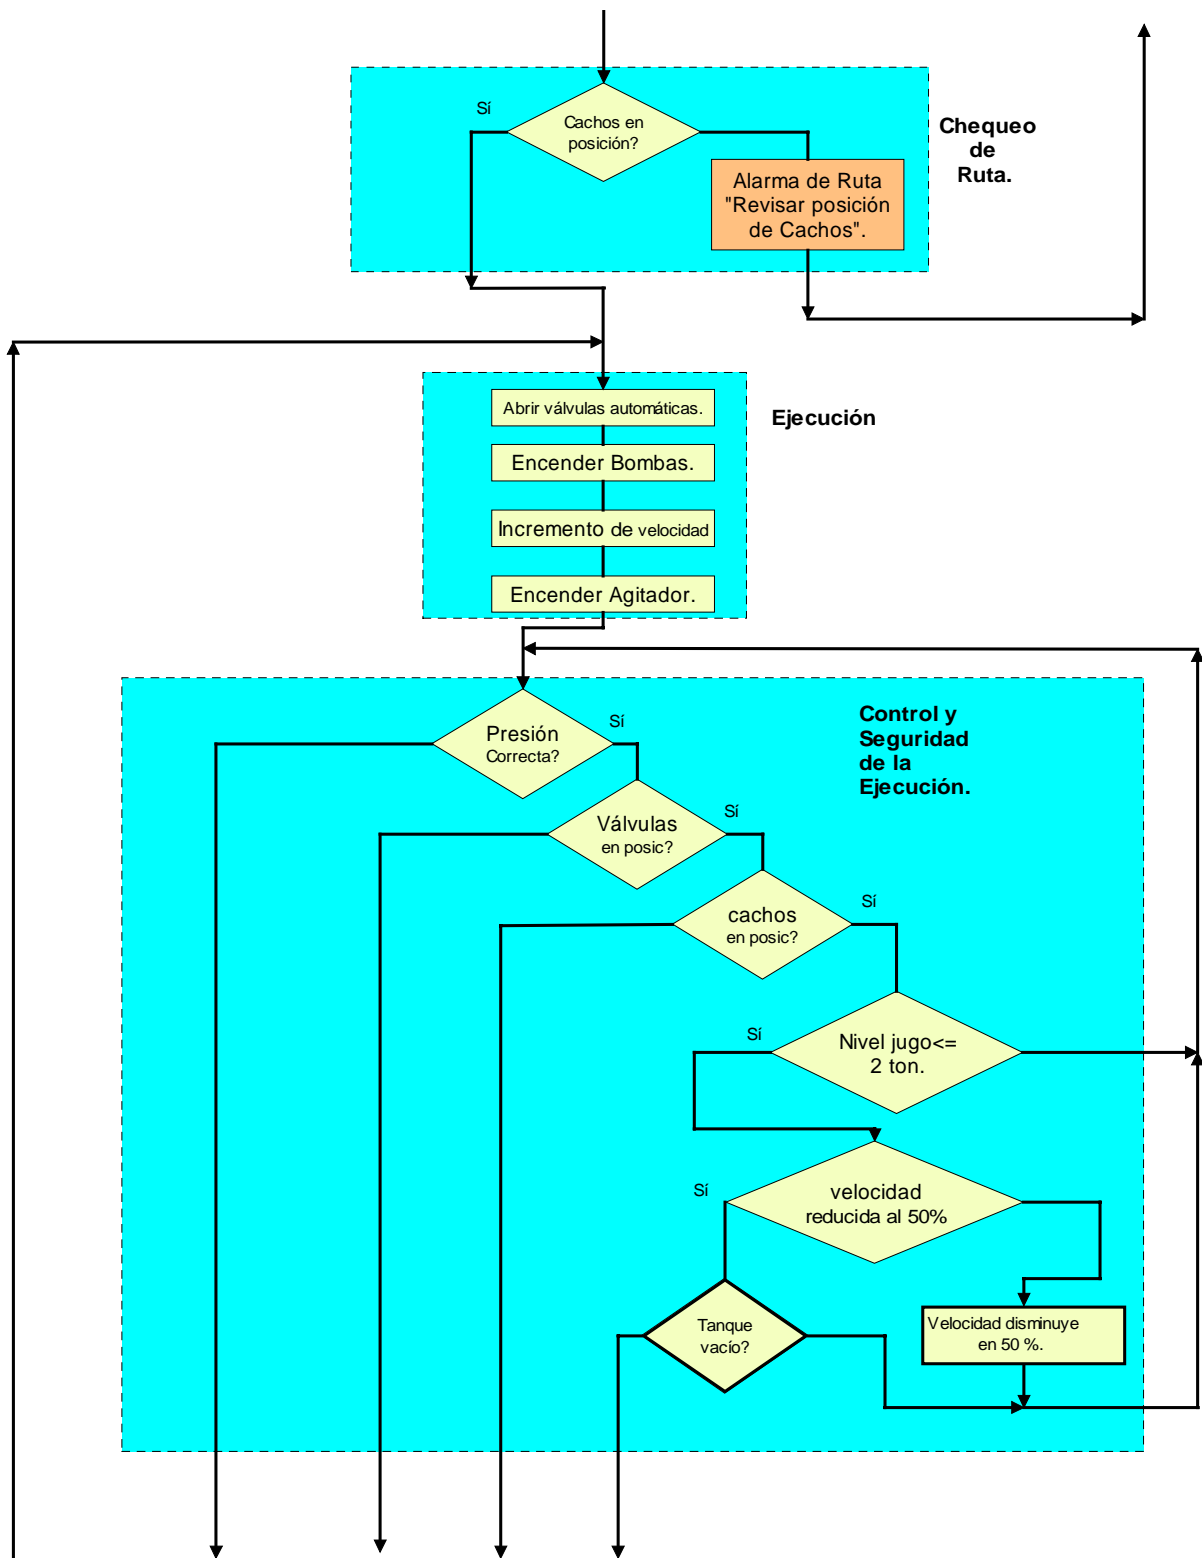 Sí
Cachos en
posición?
Chequeo
de
Ruta.
Alarma de Ruta
"Revisar posición
de Cachos".
Abrir válvulas automáticas.
Ejecución
Encender Bombas.
Incremento de velocidad
Encender Agitador.
Control y
Seguridad
de la
Ejecución.
Presión
Correcta?
Sí
Válvulas
en posic?
Sí
cachos
en posic?
Sí
Sí
Nivel jugo<=
2 ton.
Sí
velocidad
reducida al 50%
Tanque
vacío?
Velocidad disminuye
en 50 %.